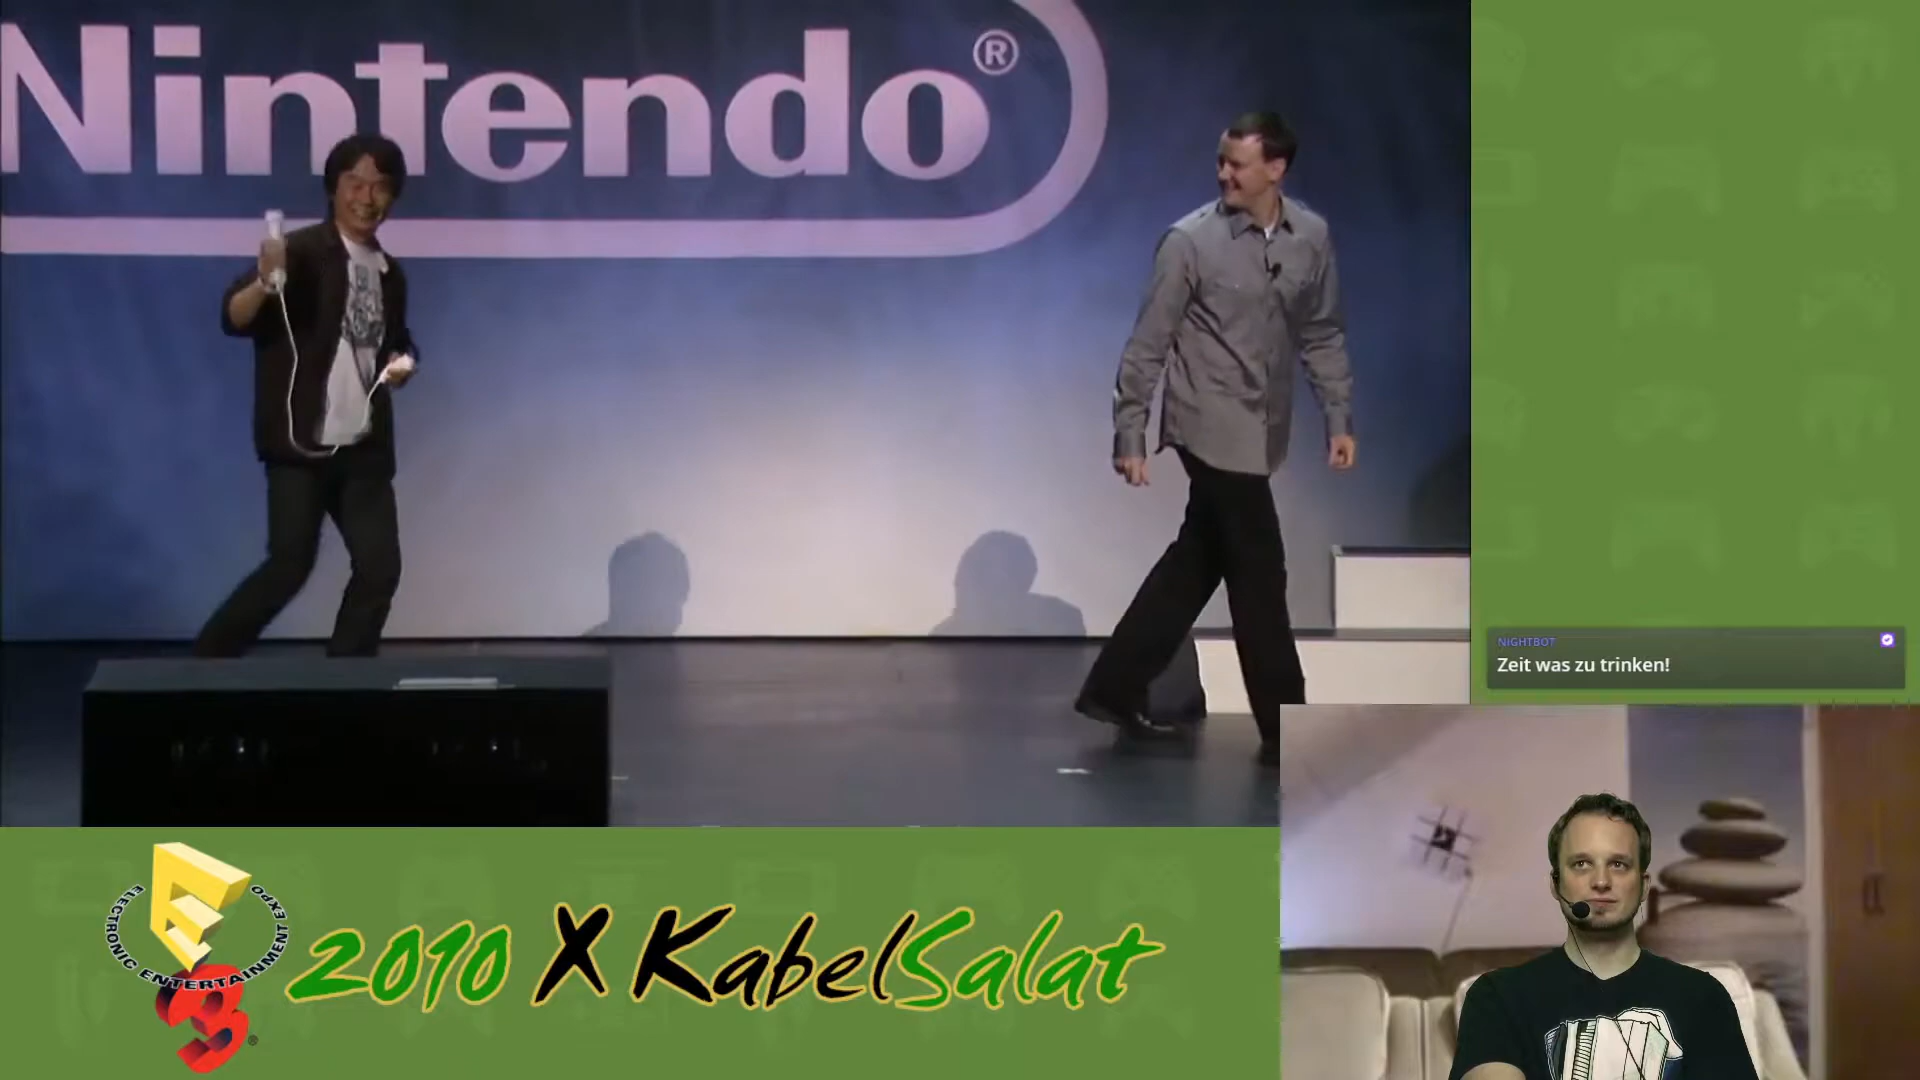 Nintendo®
NIGHTBOT
Zeit was zu trinken!
E3
ELECTRONIC ENTERTAINMENT EXPO
®
2010 X KabelSalat